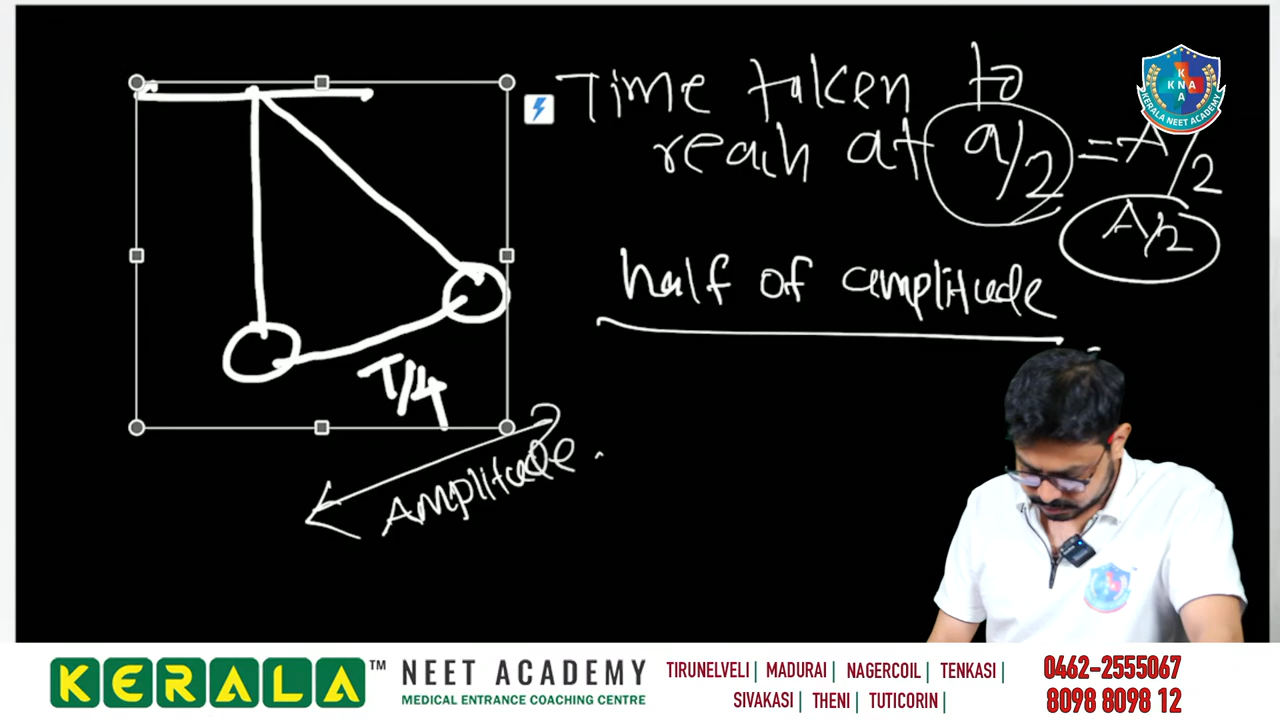 Time taken to
reach at a/2 = A/2
A/2
half of amplitude
T/4
Amplitude.
K
KNA
A
KERALA NEET ACADEMY
KERALA™ NEET ACADEMY
MEDICAL ENTRANCE COACHING CENTRE
TIRUNELVELI | MADURAI | NAGERCOIL | TENKASI |
SIVAKASI | THENI | TUTICORIN |
0462-2555067
8098 8098 12